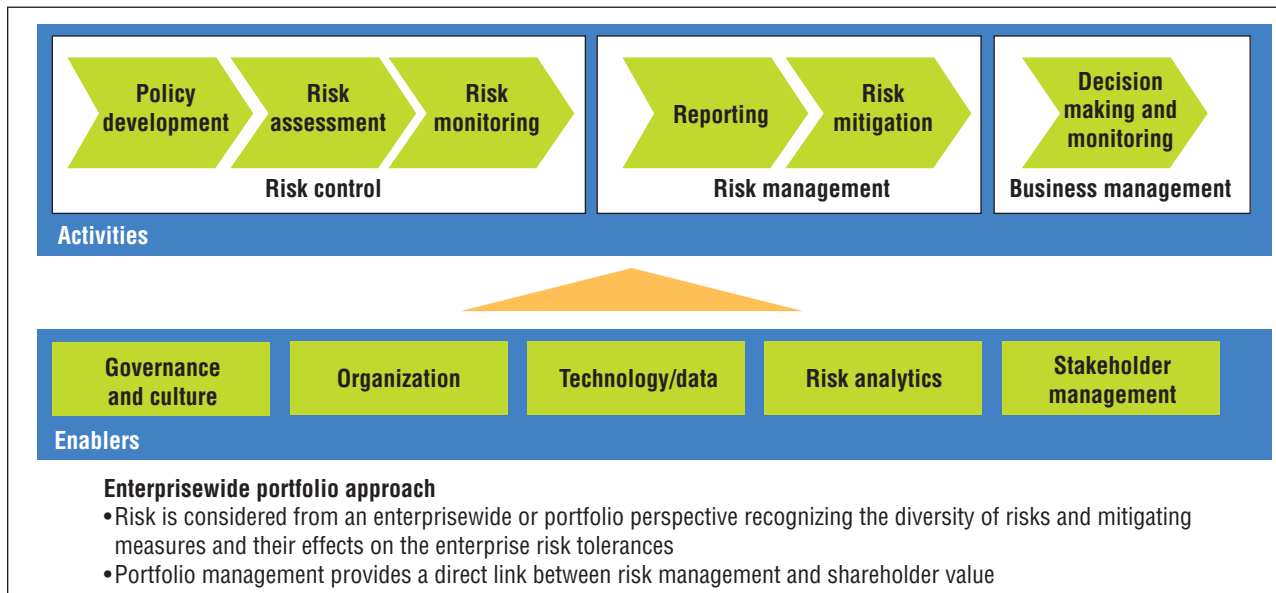 Policy
development
Risk
assessment
Risk
monitoring
Risk control
Reporting
Risk
mitigation
Risk management
Decision
making and
monitoring
Business management
Activities
Governance
and culture
Organization
Technology/data
Risk analytics
Stakeholder
management
Enablers
Enterprisewide portfolio approach
•Risk is considered from an enterprisewide or portfolio perspective recognizing the diversity of risks and mitigating
measures and their effects on the enterprise risk tolerances
•Portfolio management provides a direct link between risk management and shareholder value